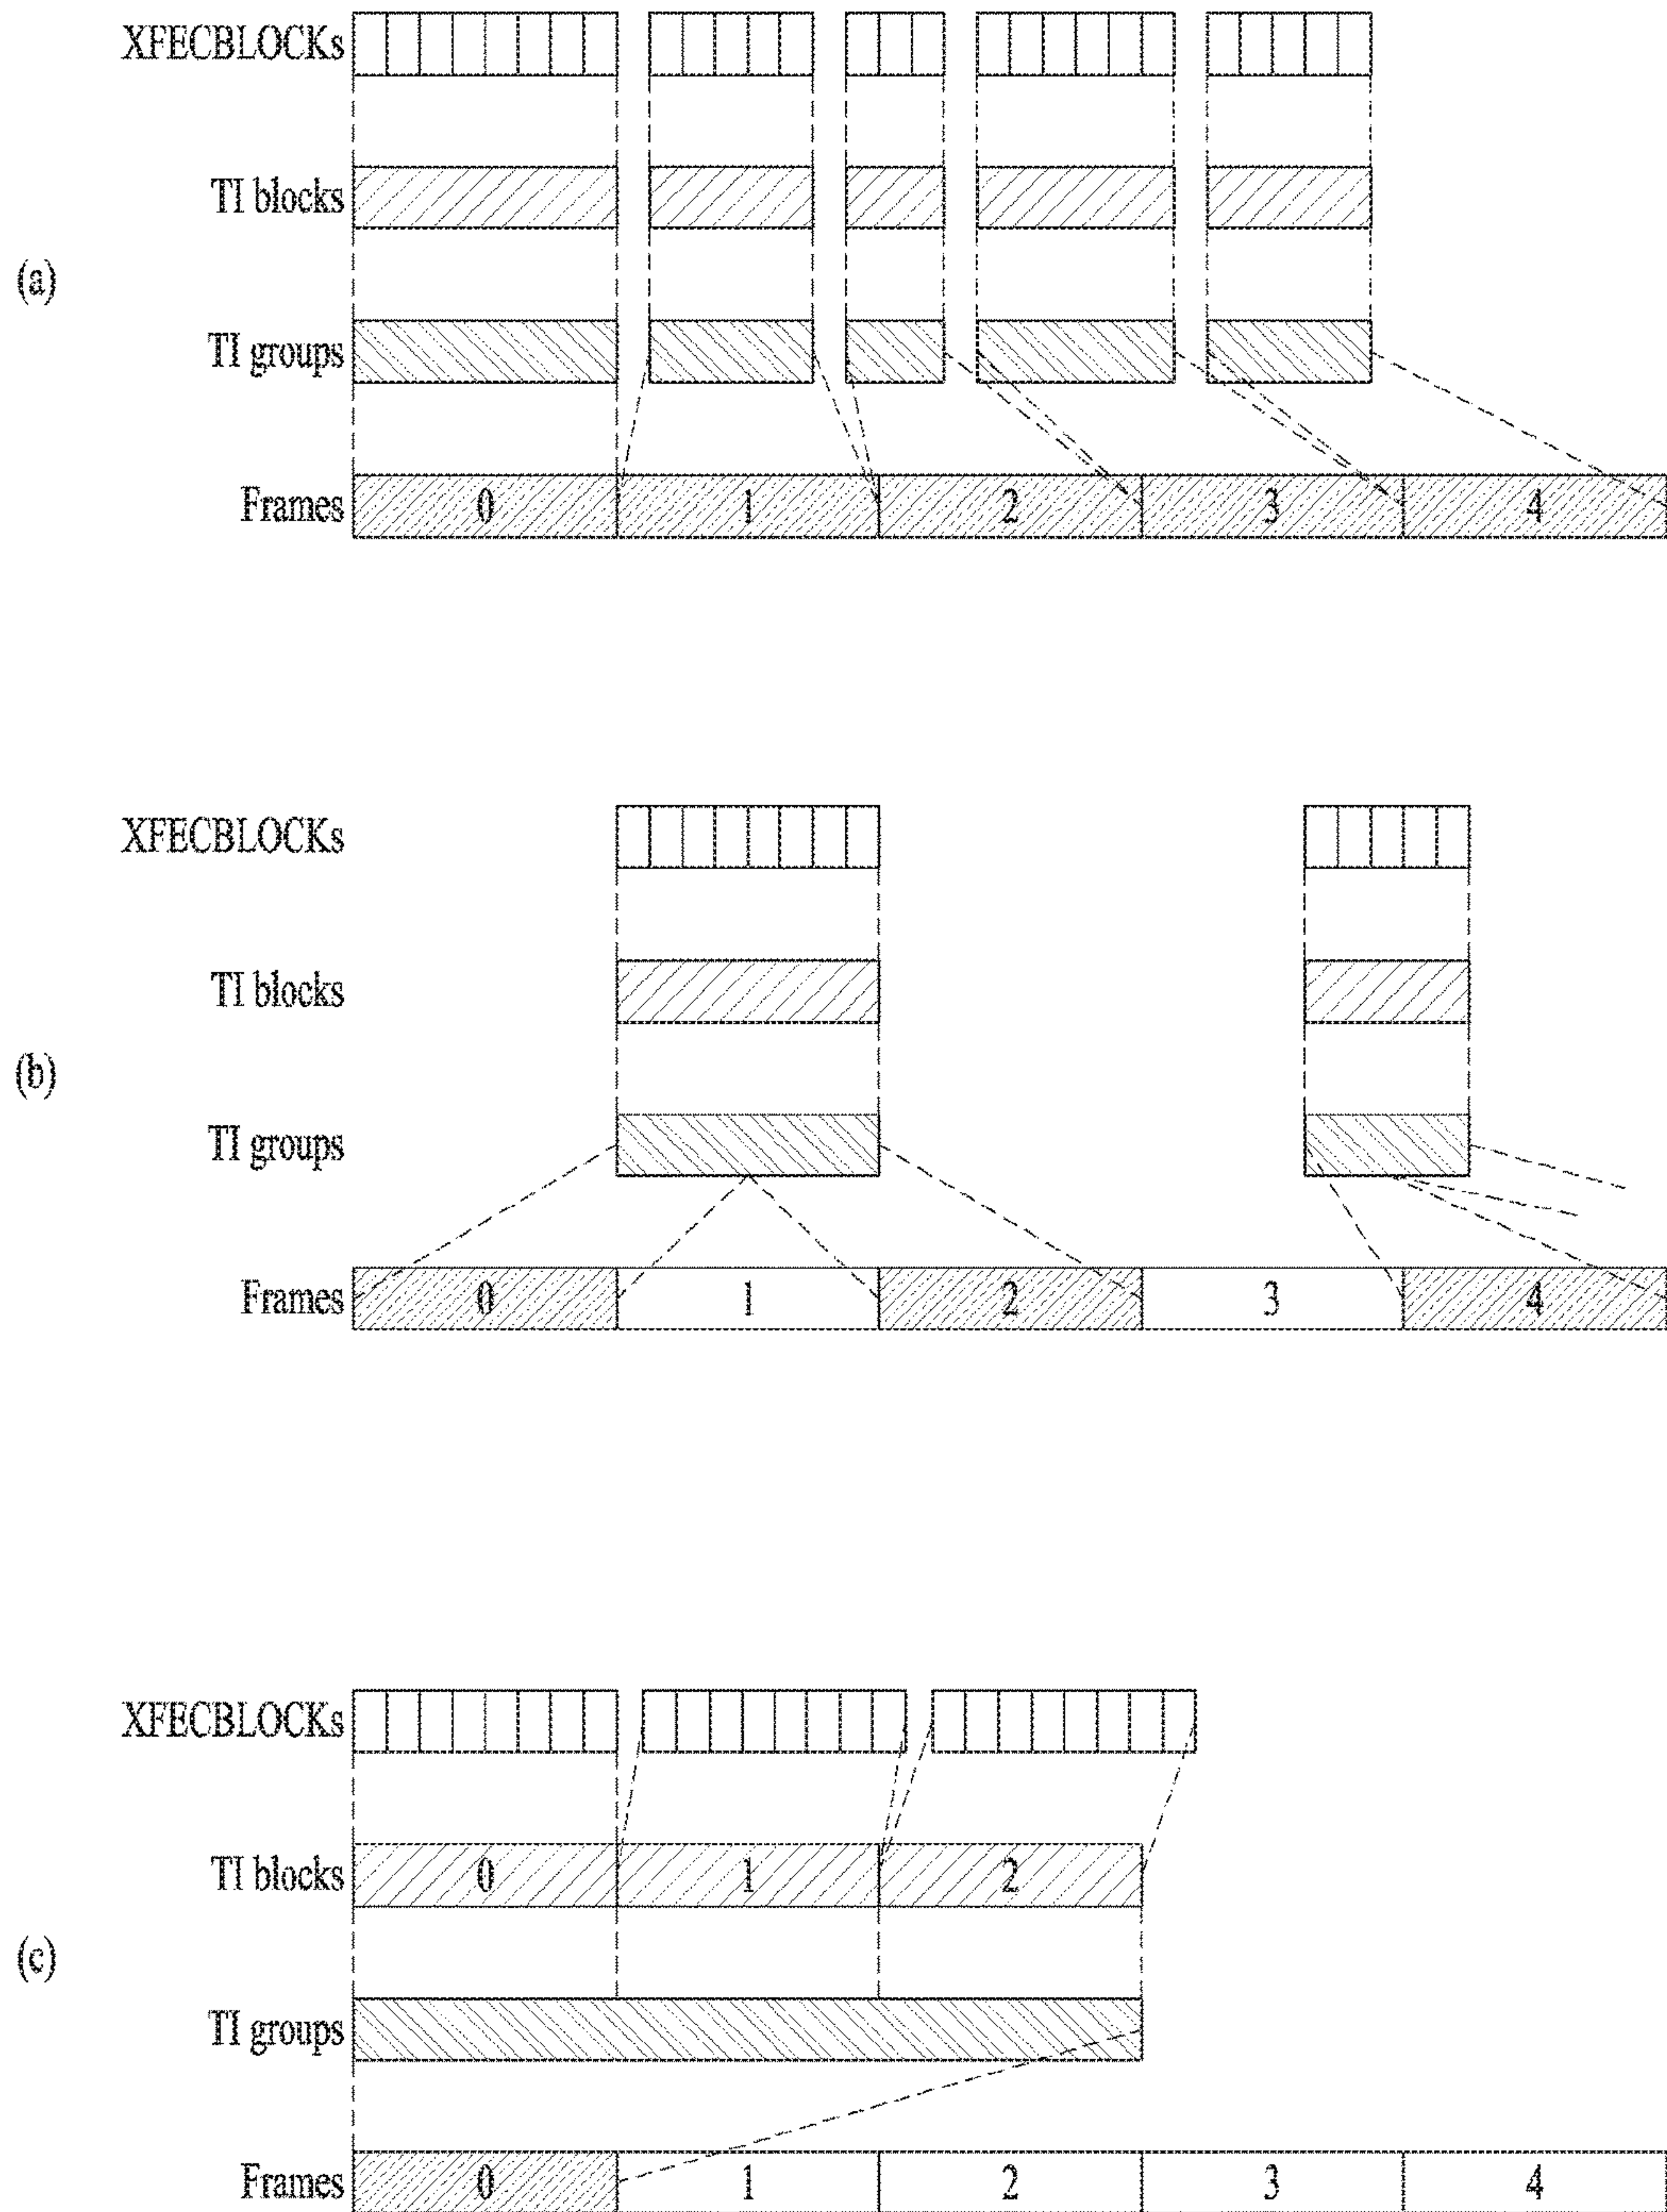 XFECBLOCKs
TI blocks
(a)
TI groups
Frames 0 1 2 3 4
XFECBLOCKs
TI blocks
(b)
TI groups
Frames 0 1 2 3 4
XFECBLOCKs
TI blocks 0 1 2
(c)
TI groups
Frames 0 1 2 3 4